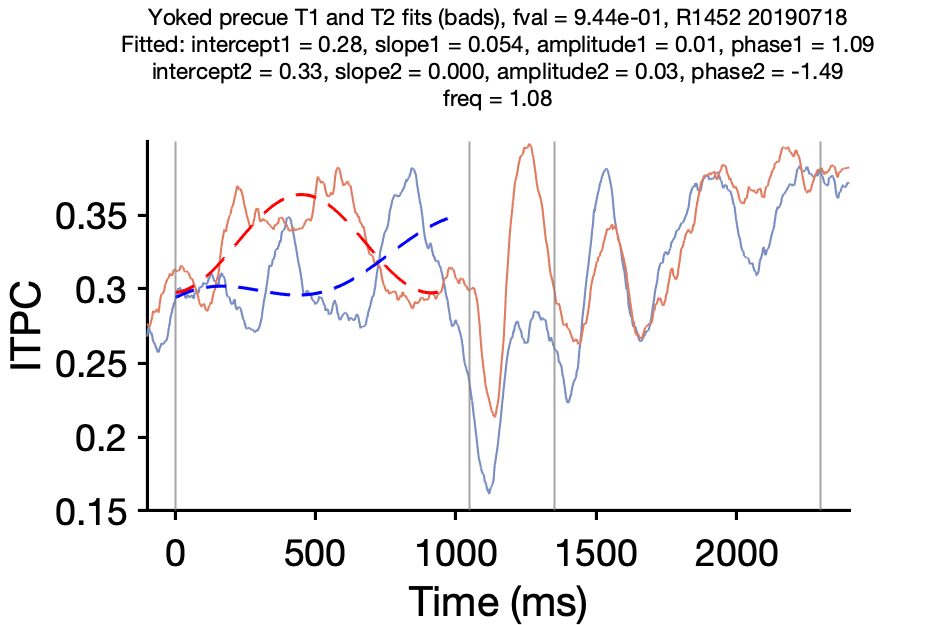 Yoked precue T1 and T2 fits (bads), fval = 9.44e-01, R1452 20190718
Fitted: intercept1 = 0.28, slope1 = 0.054, amplitude1 = 0.01, phase1 = 1.09
intercept2 = 0.33, slope2 = 0.000, amplitude2 = 0.03, phase2 = -1.49
freq = 1.08
0.35
0.3
0.25
0.2
0.15
ITPC
0 500 1000 1500 2000
Time (ms)